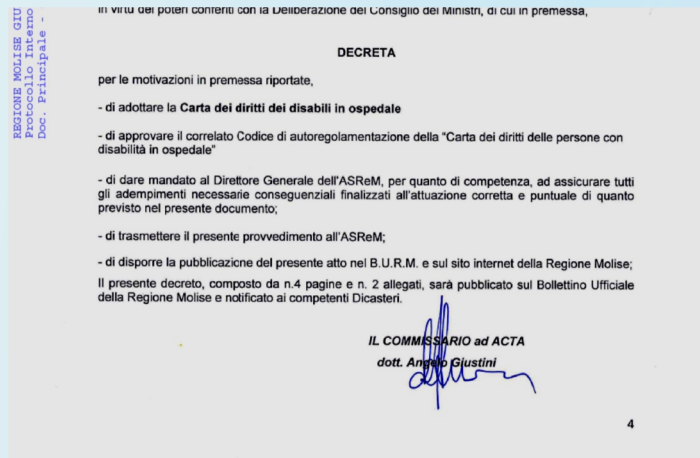 REGIONE MOLISE GIU
Protocollo Interno
Doc. Principale -
in virtù dei poteri conferiti con la Deliberazione del Consiglio dei Ministri, di cui in premessa,
DECRETA
per le motivazioni in premessa riportate,
- di adottare la Carta dei diritti dei disabili in ospedale
- di approvare il correlato Codice di autoregolamentazione della "Carta dei diritti delle persone con
disabilità in ospedale"
- di dare mandato al Direttore Generale dell'ASReM, per quanto di competenza, ad assicurare tutti
gli adempimenti necessarie conseguenziali finalizzati all'attuazione corretta e puntuale di quanto
previsto nel presente documento;
- di trasmettere il presente provvedimento all'ASReM;
- di disporre la pubblicazione del presente atto nel B.U.R.M. e sul sito internet della Regione Molise;
Il presente decreto, composto da n.4 pagine e n. 2 allegati, sarà pubblicato sul Bollettino Ufficiale
della Regione Molise e notificato ai competenti Dicasteri.
IL COMMISSARIO ad ACTA
dott. Angelo Giustini
4